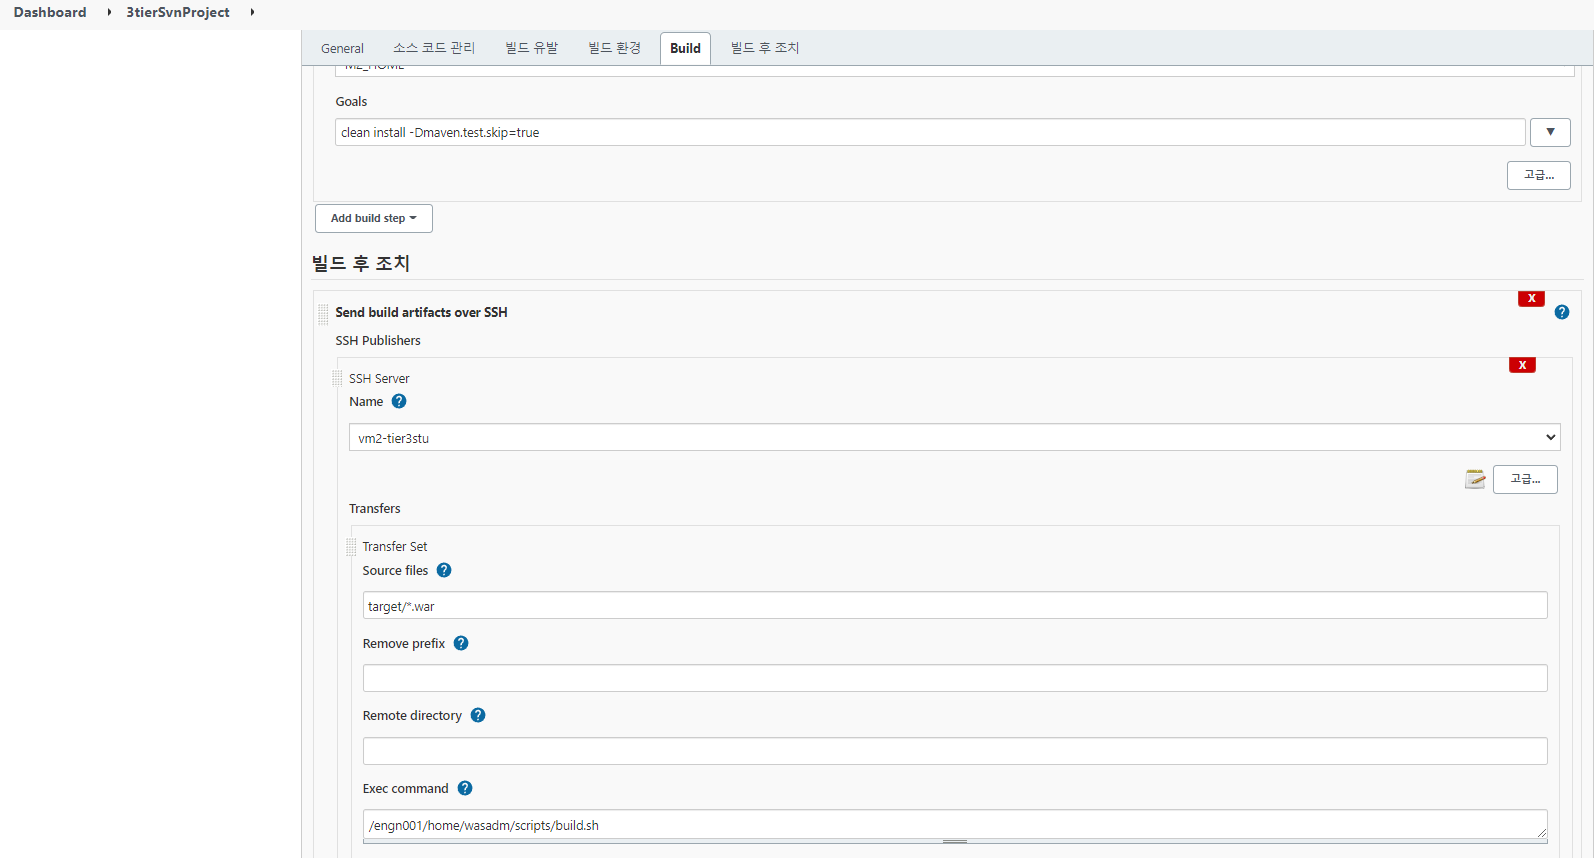 Dashboard 3tierSvnProject
General 소스 코드 관리 빌드 유발 빌드 환경 Build 빌드 후 조치
M2_HOME
Goals
clean install -Dmaven.test.skip=true ▼
고급...
Add build step
빌드 후 조치
X
Send build artifacts over SSH ?
SSH Publishers
X
SSH Server
Name ?
vm2-tier3stu
고급...
Transfers
Transfer Set
Source files ?
target/*.war
Remove prefix ?
Remote directory ?
Exec command ?
/engn001/home/wasadm/scripts/build.sh